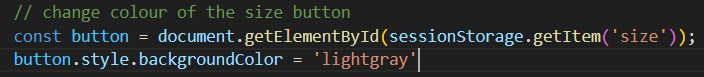 // change colour of the size button
const button = document.getElementById(sessionStorage.getItem('size'));
button.style.backgroundColor = 'lightgray'